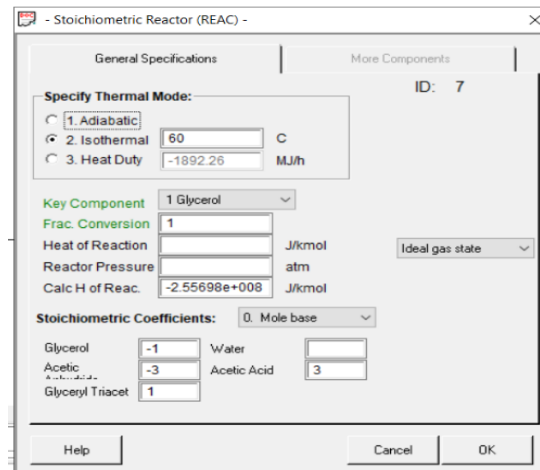 - Stoichiometric Reactor (REAC) -
General Specifications More Components
ID: 7
Specify Thermal Mode:
1. Adiabatic
2. Isothermal 60 C
3. Heat Duty -1892.26 MJ/h
Key Component 1 Glycerol
Frac. Conversion 1
Heat of Reaction J/kmol Ideal gas state
Reactor Pressure atm
Calc H of Reac. -2.55698e+008 J/kmol
Stoichiometric Coefficients: 0. Mole base
Glycerol -1 Water
Acetic -3 Acetic Acid 3
Glyceryl Triacet 1
Help Cancel OK